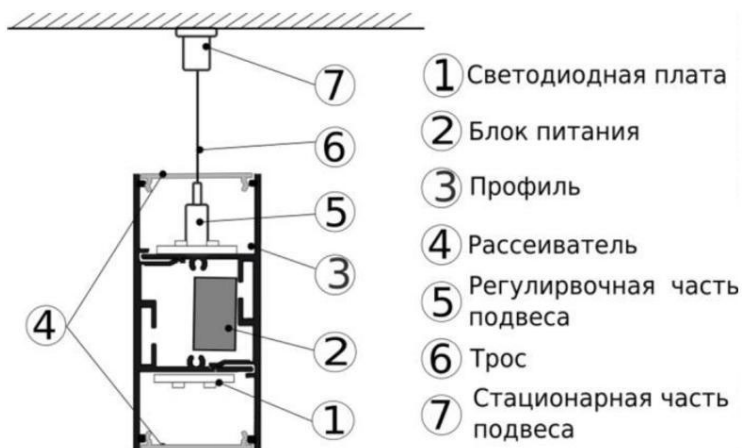 7
6
5
3
4
2
1
1 Светодиодная плата
2 Блок питания
3 Профиль
4 Рассеиватель
5 Регулирвочная часть
подвеса
6 Трос
7 Стационарная часть
подвеса